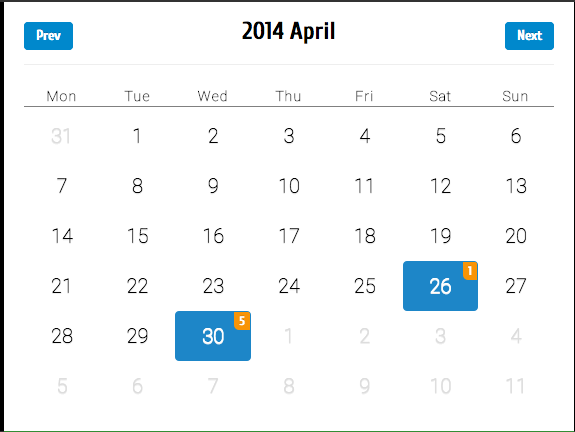 Prev 2014 April Next
Mon Tue Wed Thu Fri Sat Sun
31 1 2 3 4 5 6
7 8 9 10 11 12 13
14 15 16 17 18 19 20
21 22 23 24 25 26 1 27
28 29 30 5 1 2 3 4
5 6 7 8 9 10 11